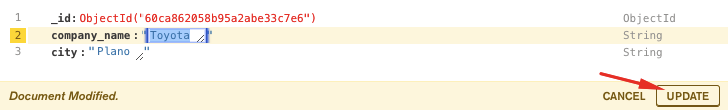 1 _id: ObjectId("60ca862058b95a2abe33c7e6") ObjectId
2 company_name: "Toyota" String
3 city: "Plano" String
Document Modified. CANCEL UPDATE